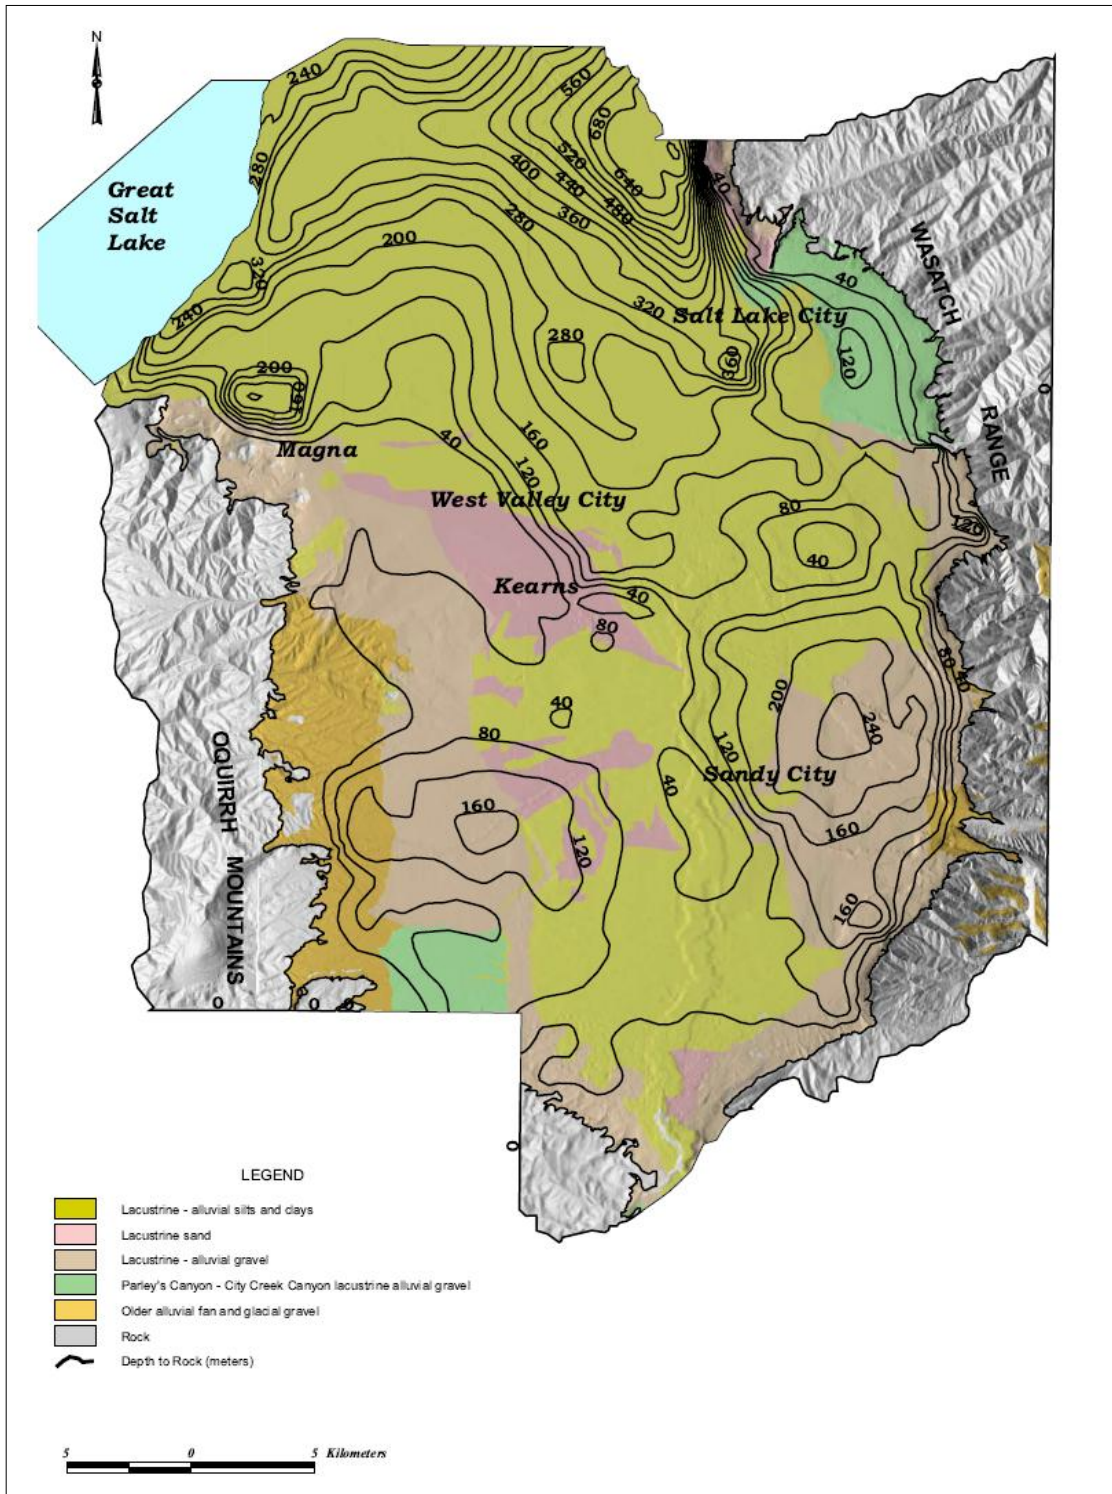 N
240
560
680
280
520
400
440
640
480
40
Great
Salt
Lake
280
360
200
WASATCH
40
320
240
320
Salt Lake City
280
360
120
200
160
0
RANGE
Magna
40
160
120
West Valley City
80
120
40
Kearns
40
80
80
40
200
40
240
80
120
Sandy City
OQUIRRH
MOUNTAINS
40
160
160
120
160
0
0
0
0
LEGEND
Lacustrine - alluvial silts and clays
Lacustrine sand
Lacustrine - alluvial gravel
Parley's Canyon - City Creek Canyon lacustrine alluvial gravel
Older alluvial fan and glacial gravel
Rock
Depth to Rock (meters)
5 0 5 Kilometers